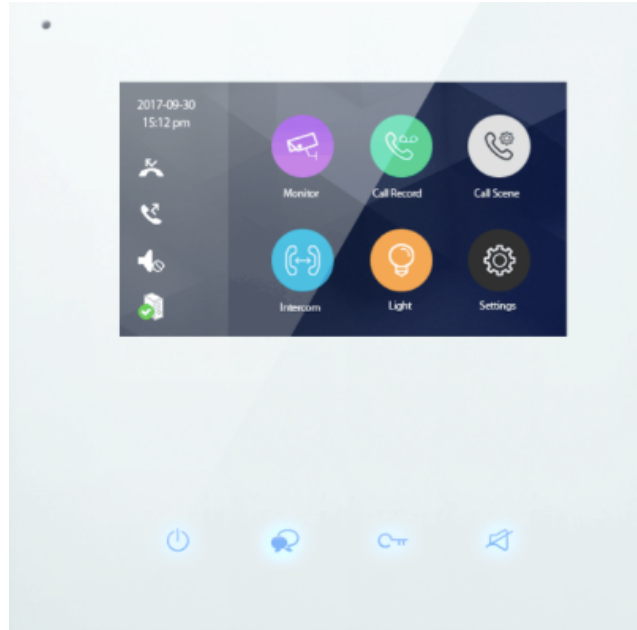 2017-09-30
15:12 pm
Monitor
Call Record
Call Scene
Intercom
Light
Settings